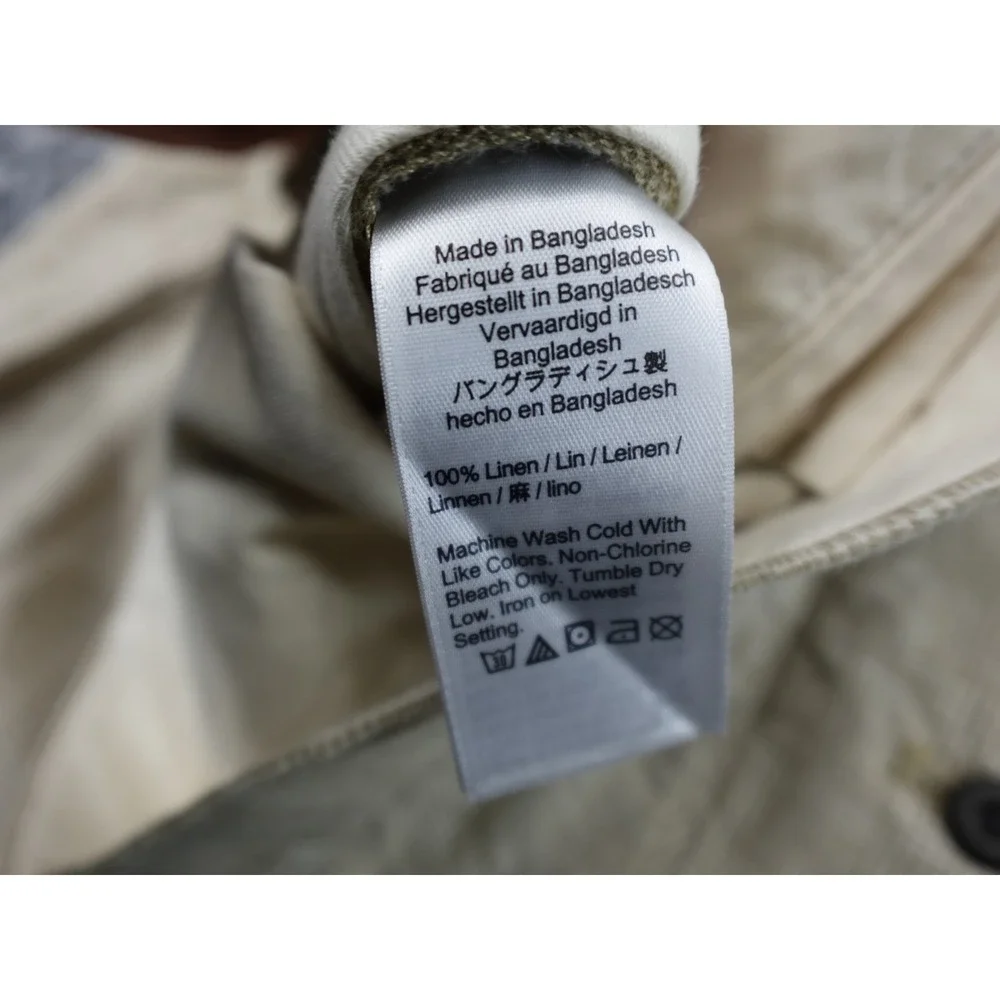 Made in Bangladesh
Fabriqué au Bangladesh
Hergestellt in Bangladesch
Vervaardigd in
Bangladesh
バングラディシュ製
hecho en Bangladesh
100% Linen / Lin / Leinen /
Linnen / 麻 / lino
Machine Wash Cold With
Like Colors. Non-Chlorine
Bleach Only. Tumble Dry
Low. Iron on Lowest
Setting.
30